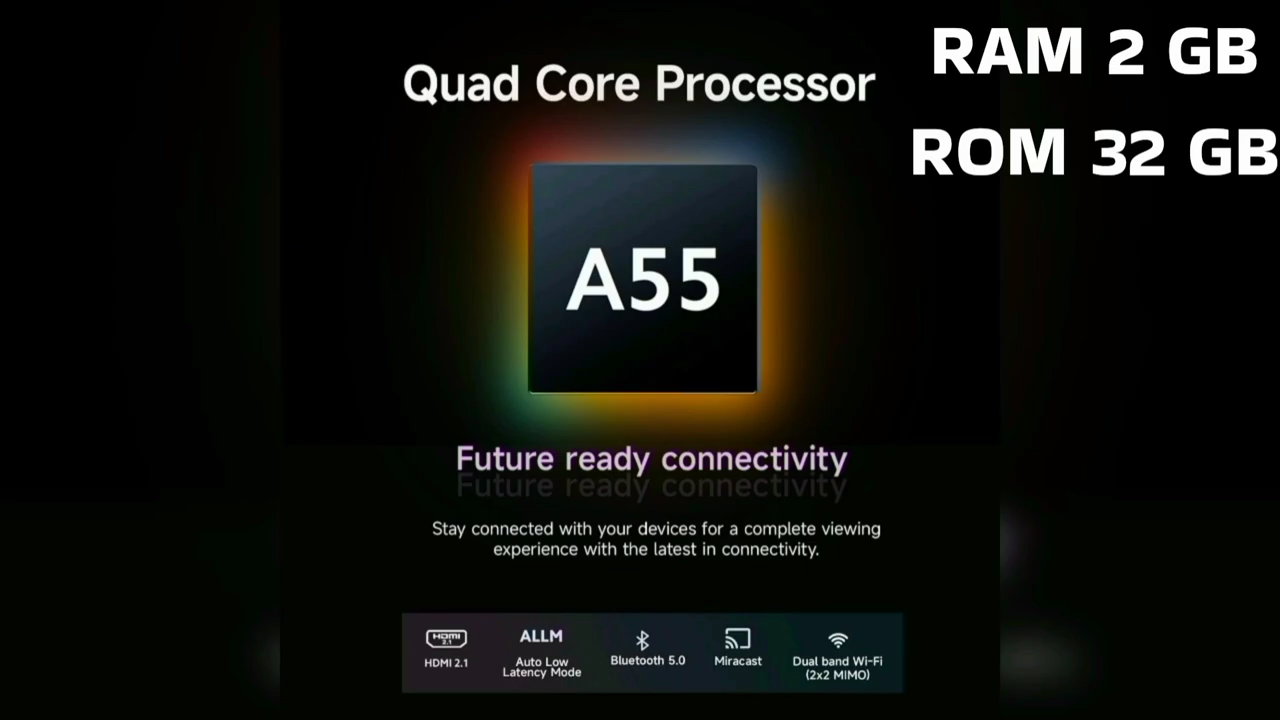 RAM 2 GB
Quad Core Processor
ROM 32 GB
A55
Future ready connectivity
Future ready connectivity
Stay connected with your devices for a complete viewing
experience with the latest in connectivity.
HDMI 2.1
HDMI 2.1
ALLM
Auto Low
Latency Mode
Bluetooth 5.0
Miracast
Dual band Wi-Fi
(2x2 MIMO)